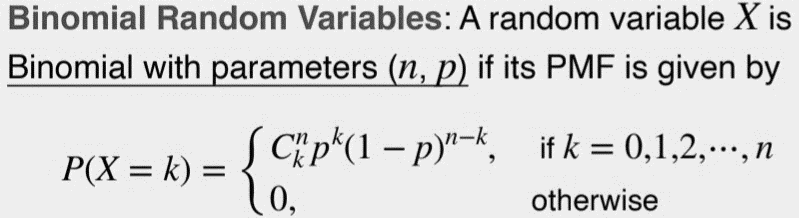 Binomial Random Variables: A random variable X is
Binomial with parameters (n, p) if its PMF is given by
P(X = k) = { C^n_k p^k(1 − p)^{n−k}, if k = 0,1,2,⋯, n
0, otherwise